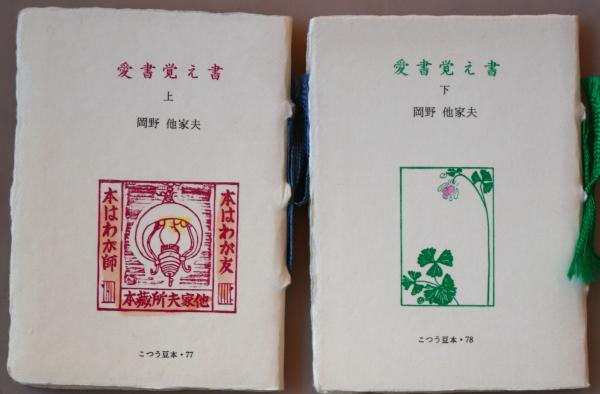 愛書覚え書
上
岡野 他家夫
本はわが友
本はわが師
他家夫所蔵本
こつう豆本・77
愛書覚え書
下
岡野 他家夫
こつう豆本・78